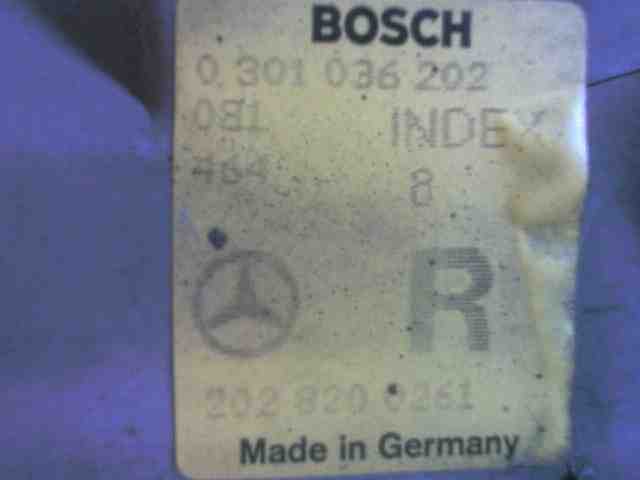 BOSCH
0 301 036 202
081 INDEX
464 8
R
202 820 0261
Made in Germany